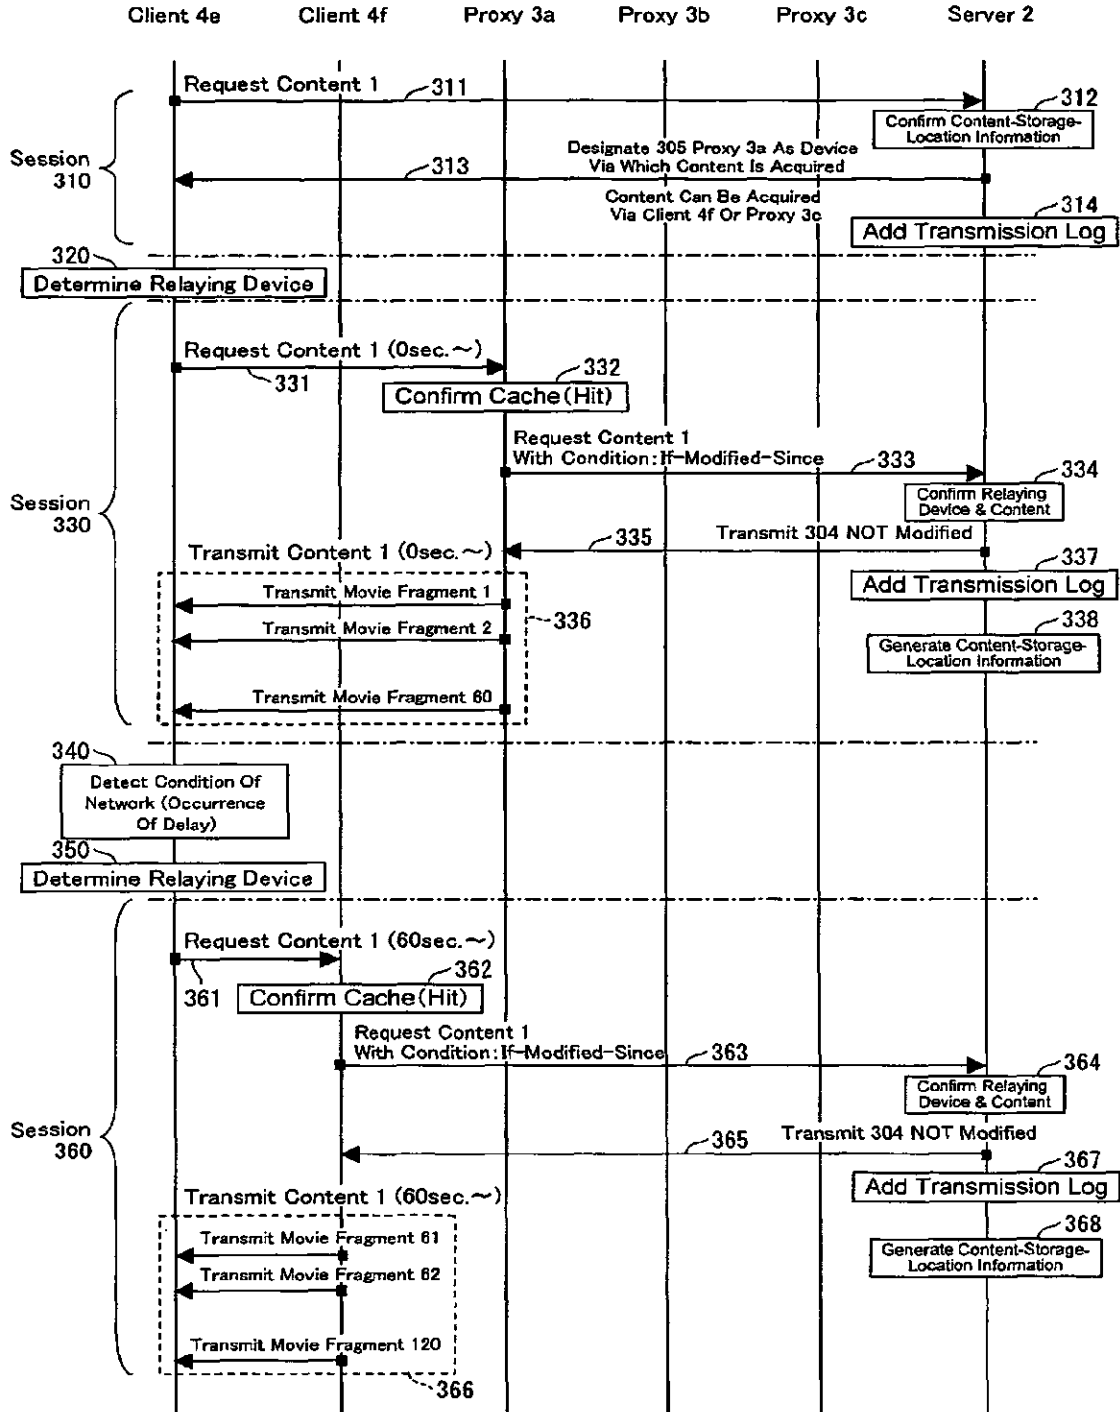 Client 4e Client 4f Proxy 3a Proxy 3b Proxy 3c Server 2
Request Content 1
311
312
Confirm Content-Storage-
Location Information
Session
310
313
Designate 305 Proxy 3a As Device
Via Which Content Is Acquired
Content Can Be Acquired
Via Client 4f Or Proxy 3c
314
Add Transmission Log
320
Determine Relaying Device
Request Content 1 (0sec.~)
331
332
Confirm Cache(Hit)
Request Content 1
With Condition:If-Modified-Since
333
334
Confirm Relaying
Device & Content
Session
330
335
Transmit 304 NOT Modified
Transmit Content 1 (0sec.~)
337
Add Transmission Log
Transmit Movie Fragment 1
336
Transmit Movie Fragment 2
338
Generate Content-Storage-
Location Information
Transmit Movie Fragment 60
340
Detect Condition Of
Network (Occurrence
Of Delay)
350
Determine Relaying Device
Request Content 1 (60sec.~)
361
362
Confirm Cache(Hit)
Request Content 1
With Condition:If-Modified-Since
363
364
Confirm Relaying
Device & Content
Session
360
365
Transmit 304 NOT Modified
367
Add Transmission Log
Transmit Content 1 (60sec.~)
Transmit Movie Fragment 61
368
Generate Content-Storage-
Location Information
Transmit Movie Fragment 62
Transmit Movie Fragment 120
366